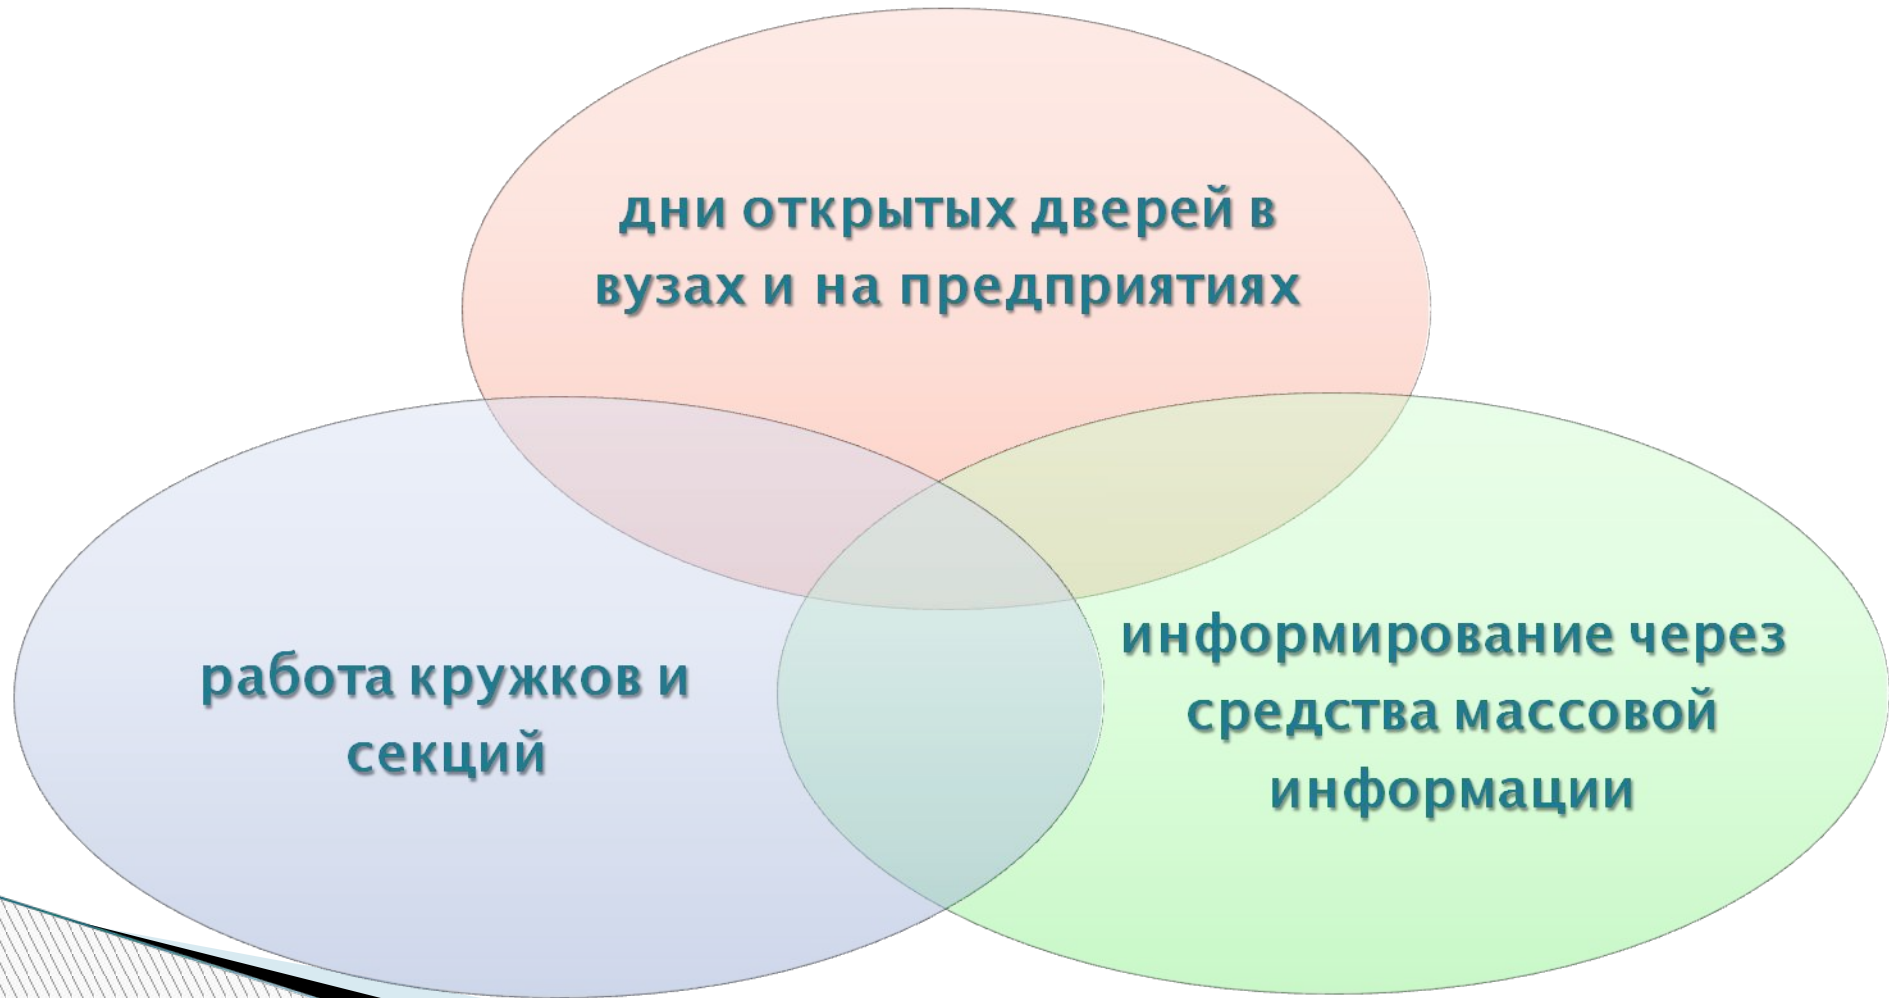 дни открытых дверей в
вузах и на предприятиях
работа кружков и
секций
информирование через
средства массовой
информации